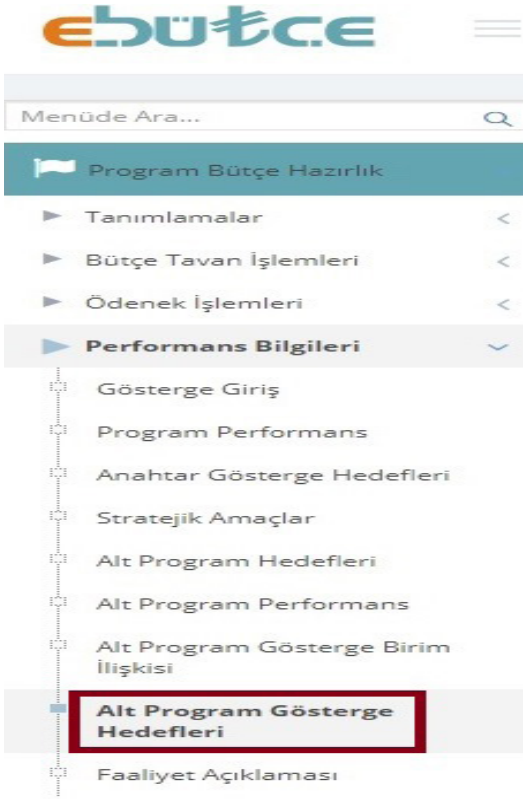 ebütçe
Menüde Ara...
Program Bütçe Hazırlık
Tanımlamalar
Bütçe Tavan İşlemleri
Ödenek İşlemleri
Performans Bilgileri
Gösterge Giriş
Program Performans
Anahtar Gösterge Hedefleri
Stratejik Amaçlar
Alt Program Hedefleri
Alt Program Performans
Alt Program Gösterge Birim
İlişkisi
Alt Program Gösterge
Hedefleri
Faaliyet Açıklaması